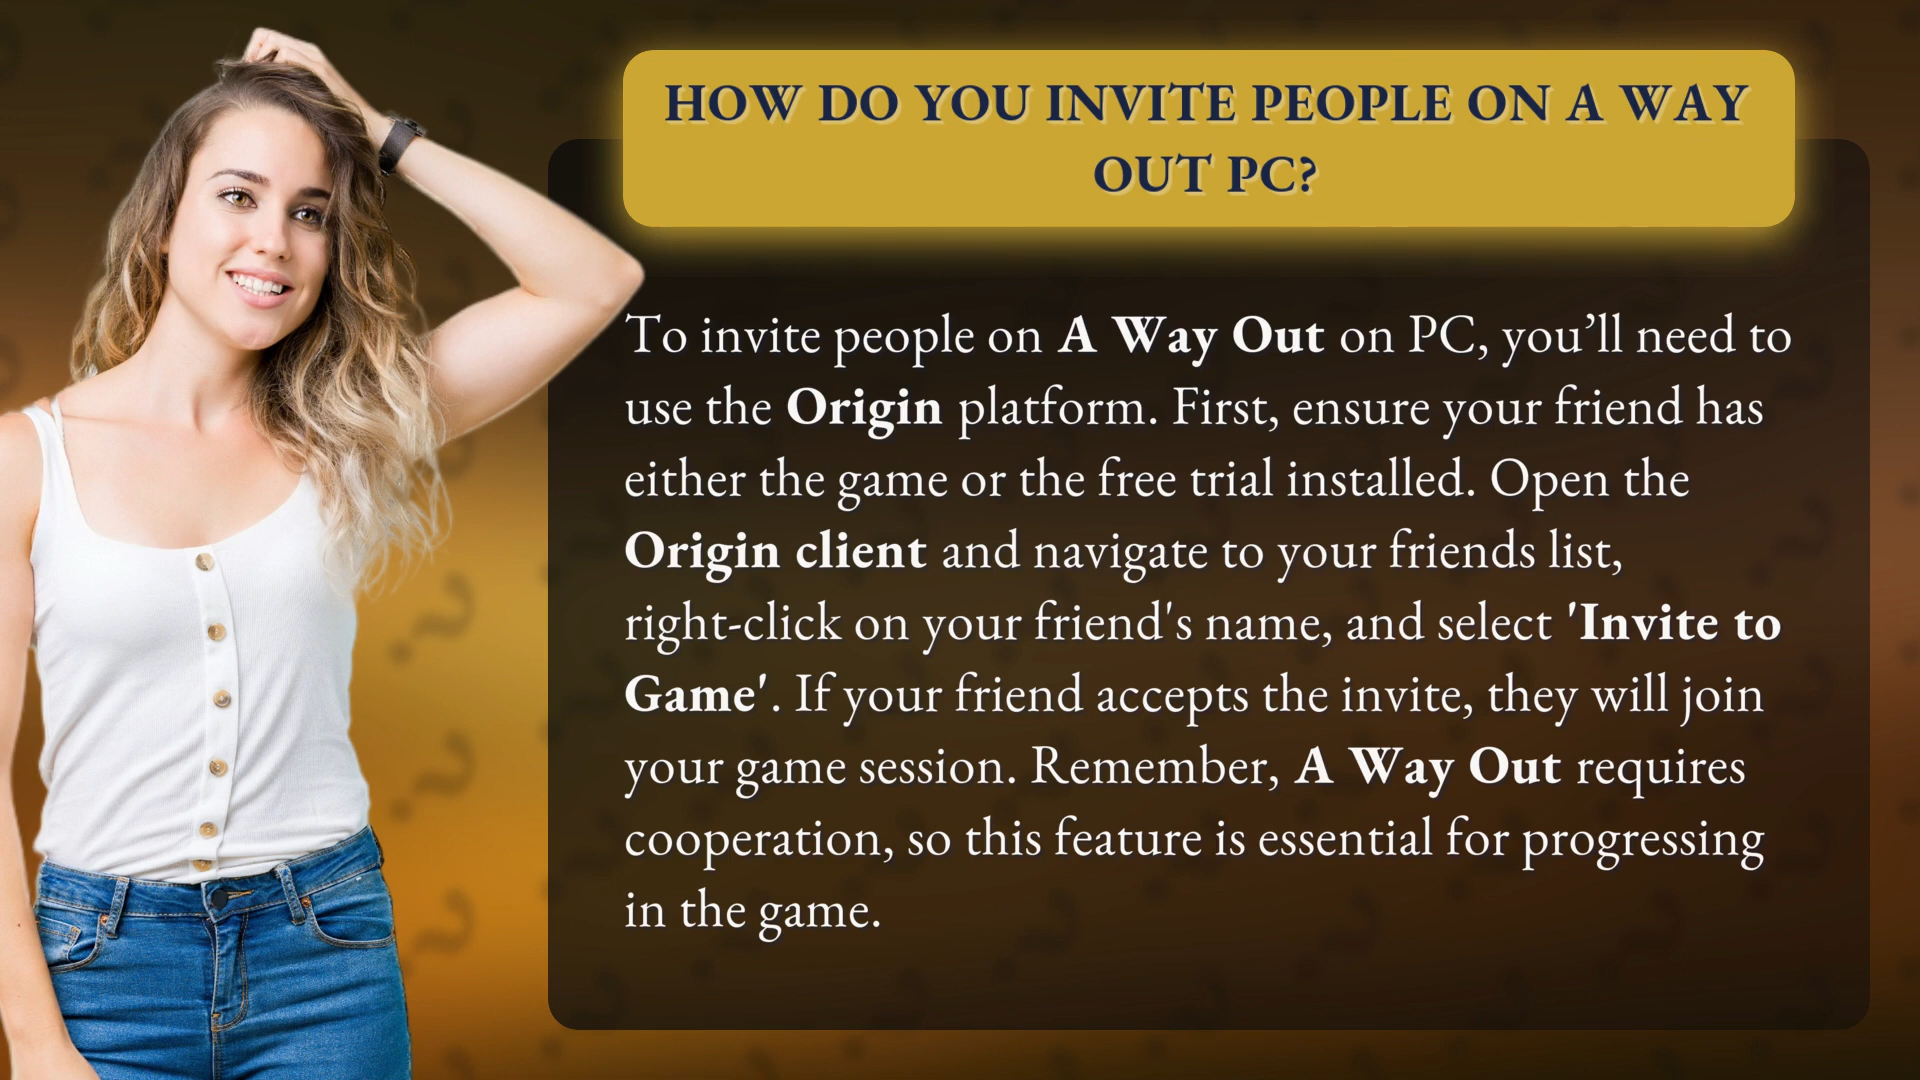 HOW DO YOU INVITE PEOPLE ON A WAY
OUT PC?
To invite people on A Way Out on PC, you’ll need to
use the Origin platform. First, ensure your friend has
either the game or the free trial installed. Open the
Origin client and navigate to your friends list,
right-click on your friend's name, and select 'Invite to
Game'. If your friend accepts the invite, they will join
your game session. Remember, A Way Out requires
cooperation, so this feature is essential for progressing
in the game.